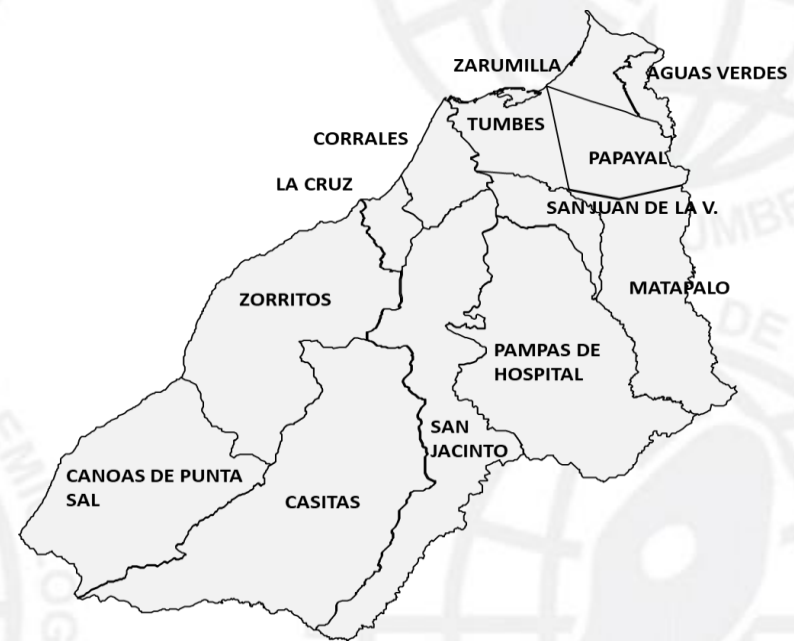 ZARUMILLA
AGUAS VERDES
TUMBES
CORRALES
PAPAYAL
LA CRUZ
SAN JUAN DE LA V.
MATAPALO
ZORRITOS
PAMPAS DE
HOSPITAL
SAN
JACINTO
CANOAS DE PUNTA
SAL
CASITAS